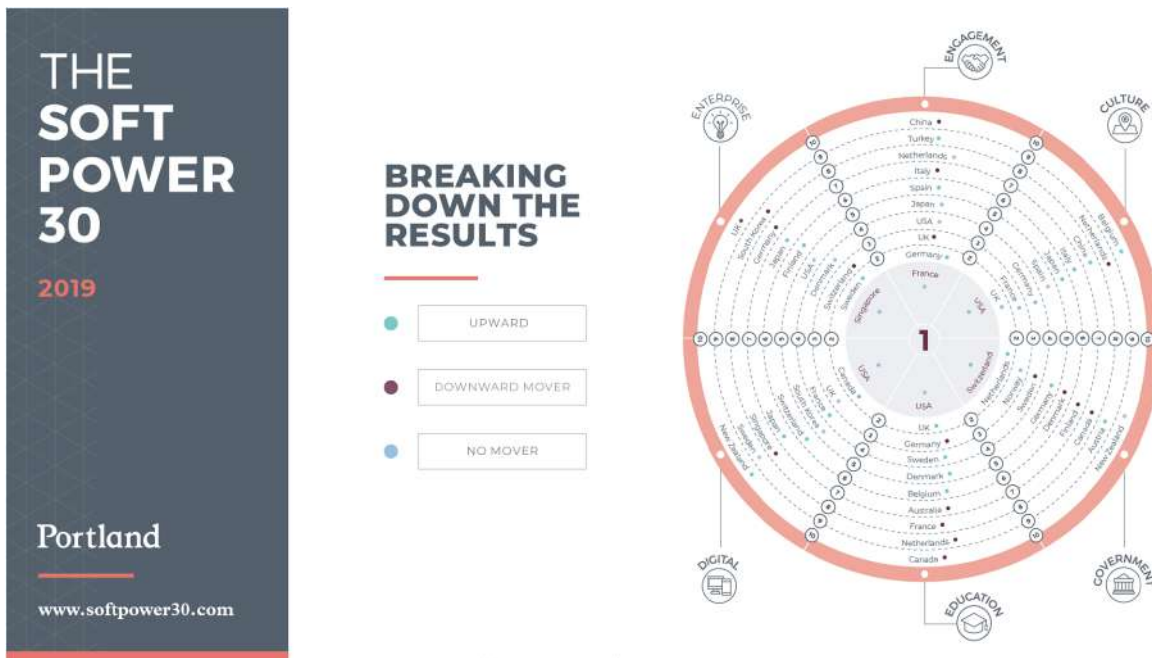 THE
SOFT
POWER
30
2019
Portland
www.softpower30.com
BREAKING
DOWN THE
RESULTS
UPWARD
DOWNWARD MOVER
NO MOVER
ENGAGEMENT
China
Turkey
Netherlands
Italy
Spain
Japan
USA
UK
Germany
France
CULTURE
Belgium
Netherlands
China
Italy
Japan
Spain
Germany
France
UK
USA
GOVERNMENT
New Zealand
Austria
Canada
Finland
Denmark
Germany
Sweden
Norway
Netherlands
Switzerland
EDUCATION
USA
UK
Germany
Sweden
Denmark
Belgium
Australia
France
Netherlands
Canada
DIGITAL
New Zealand
Sweden
Singapore
Japan
Switzerland
South Korea
France
UK
Canada
USA
ENTERPRISE
UK
South Korea
Germany
Japan
Finland
USA
Denmark
Switzerland
Sweden
Singapore
1